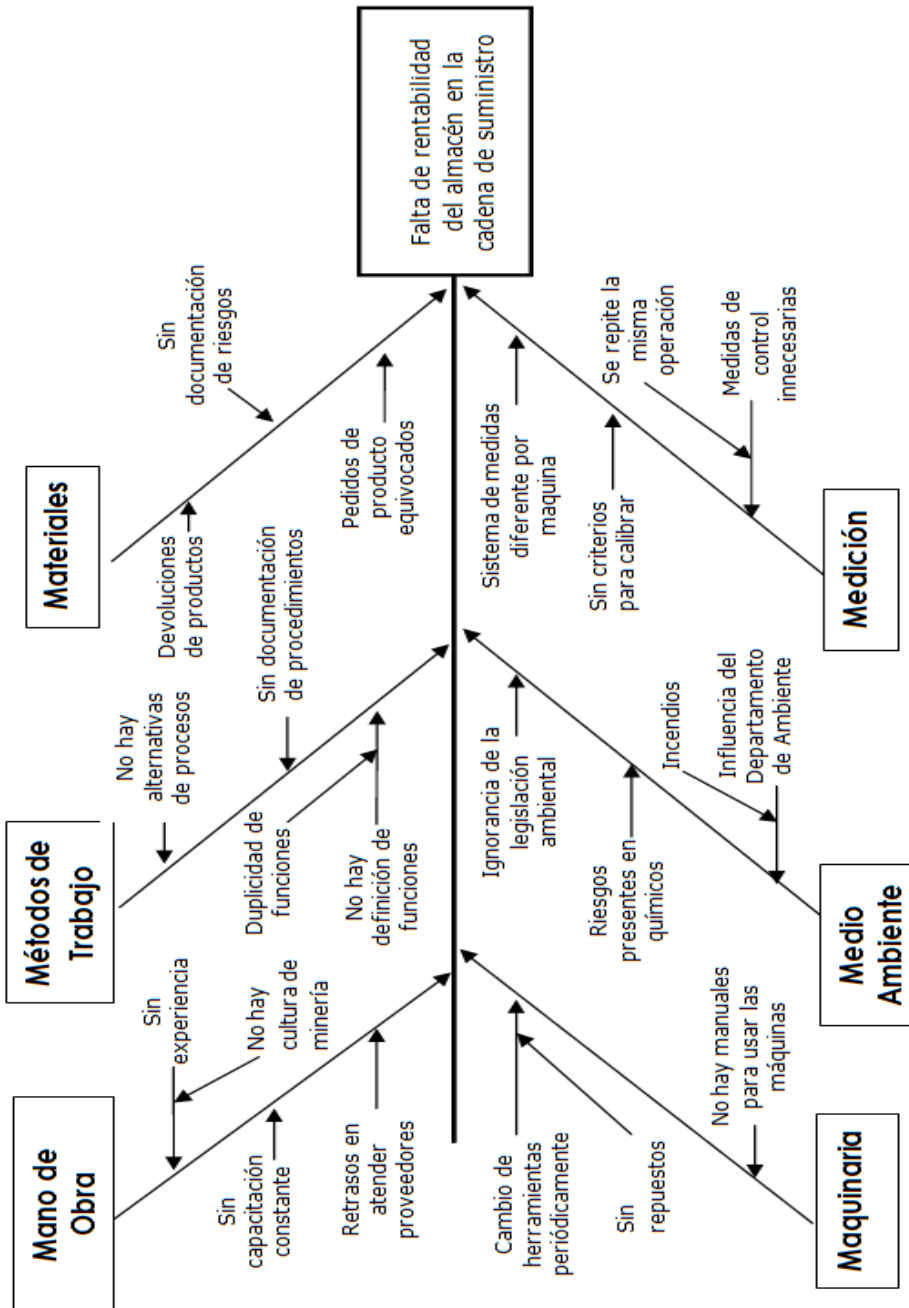 Mano de
Obra
Sin
experiencia
No hay
cultura de
minería
Sin
capacitación
constante
Retrasos en
atender
proveedores
Métodos de
Trabajo
No hay
alternativas
de procesos
Sin documentación
de procedimientos
Duplicidad de
funciones
No hay
definición de
funciones
Materiales
Sin
documentación
de riesgos
Devoluciones
de productos
Pedidos de
producto
equivocados
Falta de rentabilidad
del almacén en la
cadena de suministro
Cambio de
herramientas
periódicamente
Sin
repuestos
No hay manuales
para usar las
máquinas
Maquinaria
Ignorancia de la
legislación
ambiental
Riesgos
presentes en
químicos
Incendios
Influencia del
Departamento
de Ambiente
Medio
Ambiente
Sistema de medidas
diferente por
maquina
Sin criterios
para calibrar
Se repite la
misma
operación
Medidas de
control
innecesarias
Medición